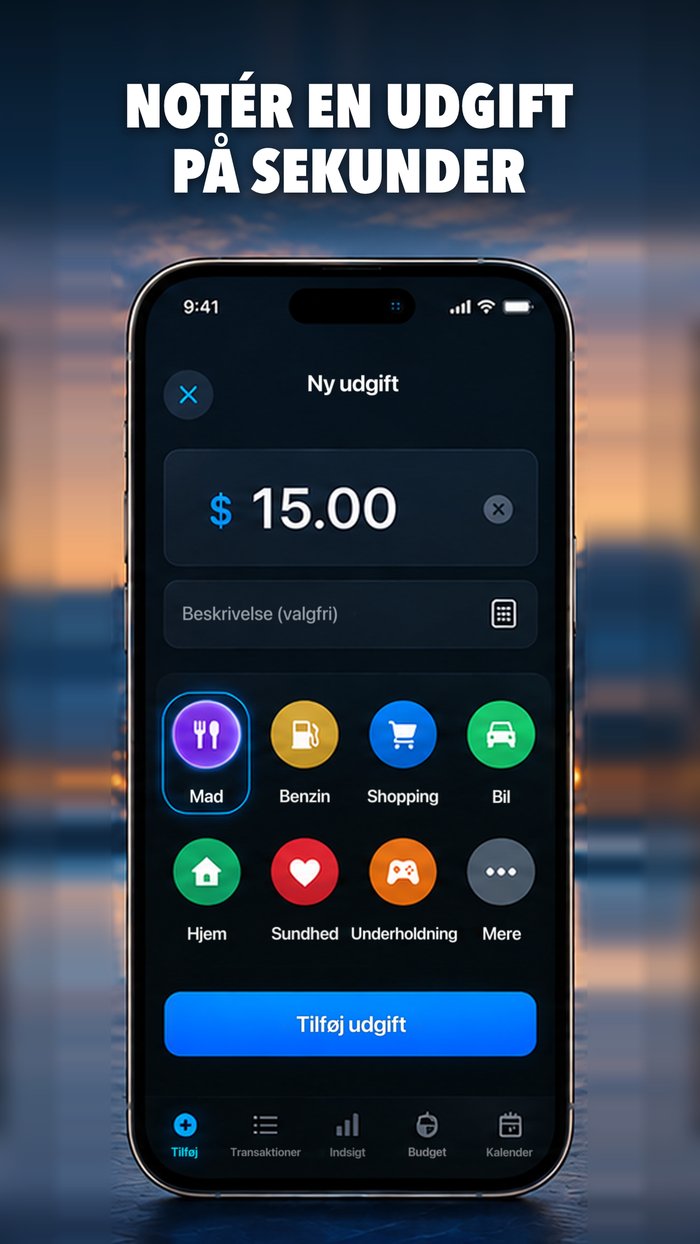 NOTÉR EN UDGIFT
PÅ SEKUNDER
9:41
Ny udgift
$ 15.00
Beskrivelse (valgfri)
Mad Benzin Shopping Bil
Hjem Sundhed Underholdning Mere
Tilføj udgift
Tilføj Transaktioner Indsigt Budget Kalender